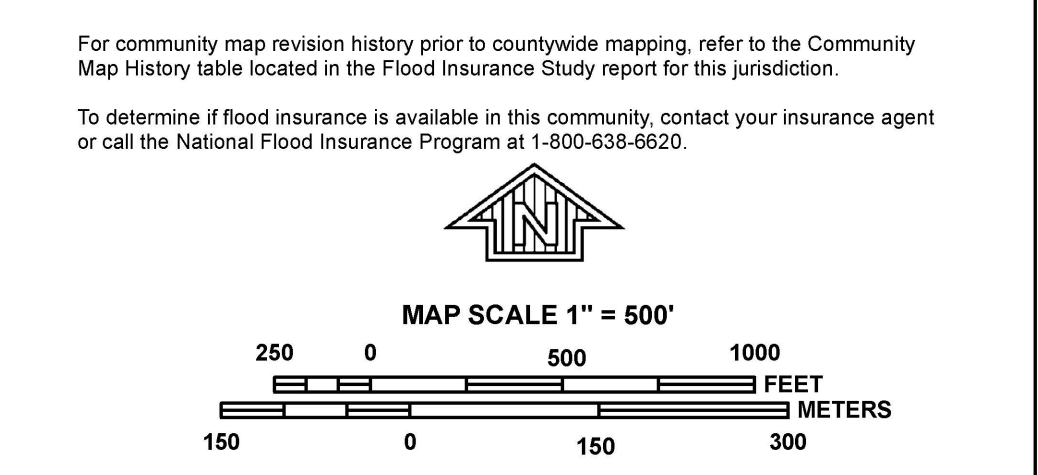 For community map revision history prior to countywide mapping, refer to the Community
Map History table located in the Flood Insurance Study report for this jurisdiction.
To determine if flood insurance is available in this community, contact your insurance agent
or call the National Flood Insurance Program at 1-800-638-6620.
N
MAP SCALE 1" = 500'
250 0 500 1000
FEET
METERS
150 0 150 300